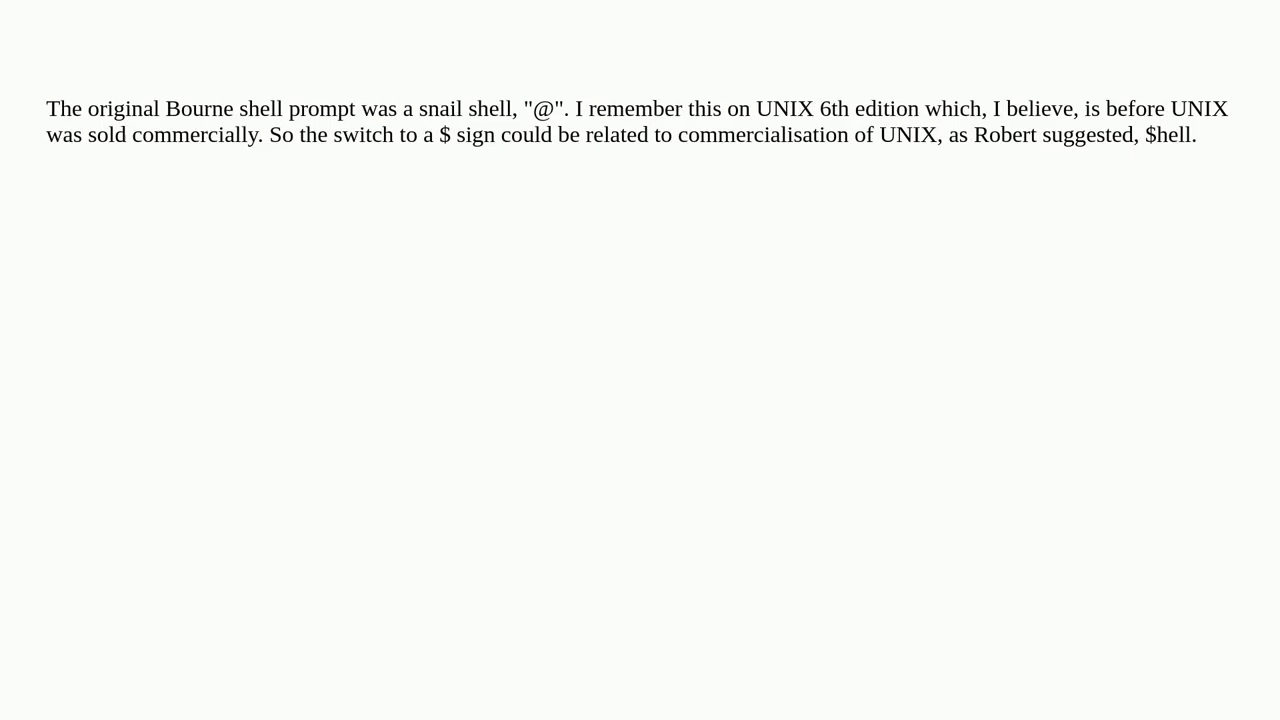 The original Bourne shell prompt was a snail shell, "@". I remember this on UNIX 6th edition which, I believe, is before UNIX
was sold commercially. So the switch to a $ sign could be related to commercialisation of UNIX, as Robert suggested, $hell.